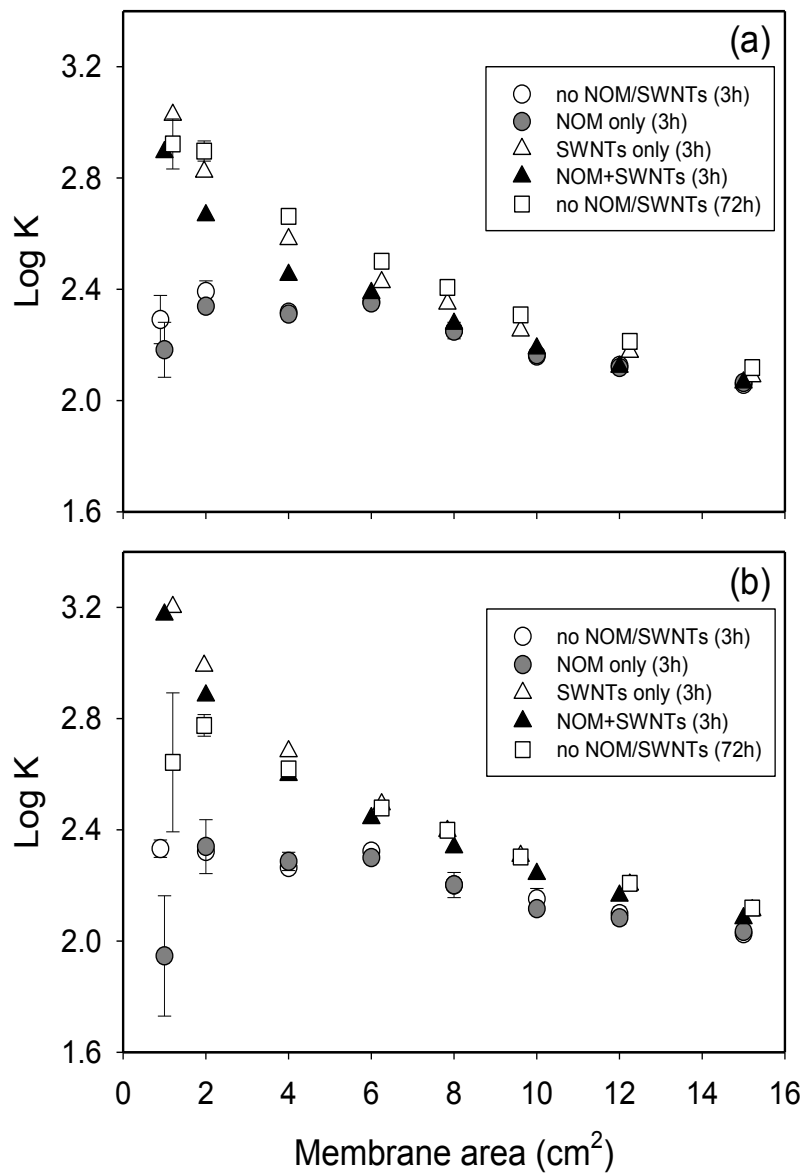 (a)
3.2
2.8
2.4
2.0
1.6
Log K
no NOM/SWNTs (3h)
NOM only (3h)
SWNTs only (3h)
NOM+SWNTs (3h)
no NOM/SWNTs (72h)
(b)
3.2
2.8
2.4
2.0
1.6
Log K
no NOM/SWNTs (3h)
NOM only (3h)
SWNTs only (3h)
NOM+SWNTs (3h)
no NOM/SWNTs (72h)
0 2 4 6 8 10 12 14 16
Membrane area (cm²)